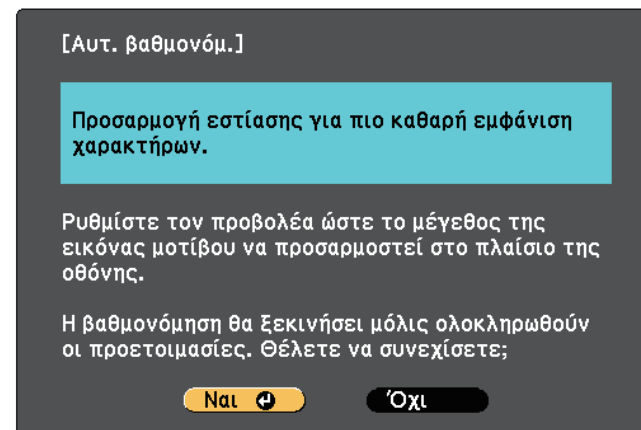 [Αυτ. βαθμονόμ.]
Προσαρμογή εστίασης για πιο καθαρή εμφάνιση
χαρακτήρων.
Ρυθμίστε τον προβολέα ώστε το μέγεθος της
εικόνας μοτίβου να προσαρμοστεί στο πλαίσιο της
οθόνης.
Η βαθμονόμηση θα ξεκινήσει μόλις ολοκληρωθούν
οι προετοιμασίες. Θέλετε να συνεχίσετε;
Ναι Όχι